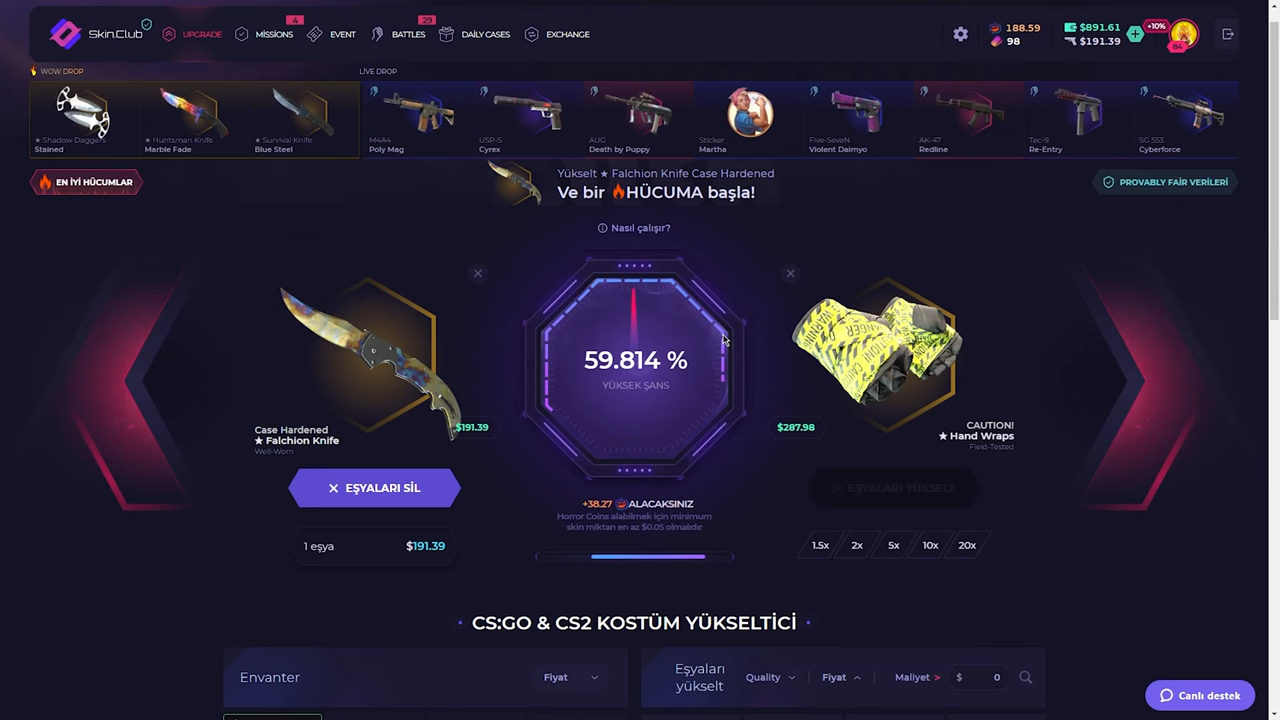 Skin.Club
UPGRADE
4
MISSIONS
EVENT
29
BATTLES
DAILY CASES
EXCHANGE
188.59
98
$891.61
$191.39
+10%
84
WOW DROP
LIVE DROP
★ Shadow Daggers
Stained
★ Huntsman Knife
Marble Fade
★ Survival Knife
Blue Steel
M4A4
Poly Mag
USP-S
Cyrex
AUG
Death by Puppy
Sticker
Martha
Five-SeveN
Violent Daimyo
AK-47
Redline
Tec-9
Re-Entry
SG 553
Cyberforce
EN İYİ HÜCUMLAR
Yükselt ★ Falchion Knife Case Hardened
Ve bir HÜCUMA başla!
PROVABLY FAIR VERİLERİ
Nasıl çalışır?
59.814 %
YÜKSEK ŞANS
WARNING
DANGER
CAUTION
$191.39
$287.98
Case Hardened
★ Falchion Knife
Well-Worn
CAUTION!
★ Hand Wraps
Field-Tested
EŞYALARI SİL
EŞYALARI YÜKSELT
+38.27 ALACAKSINIZ
Horror Coins alabilmek için minimum
skin miktarı en az $0.05 olmalıdır
1 eşya
$191.39
1.5x
2x
5x
10x
20x
CS:GO & CS2 KOSTÜM YÜKSELTİCİ
Envanter
Fiyat
Eşyaları
yükselt
Quality
Fiyat
Maliyet >
$
0
Canlı destek